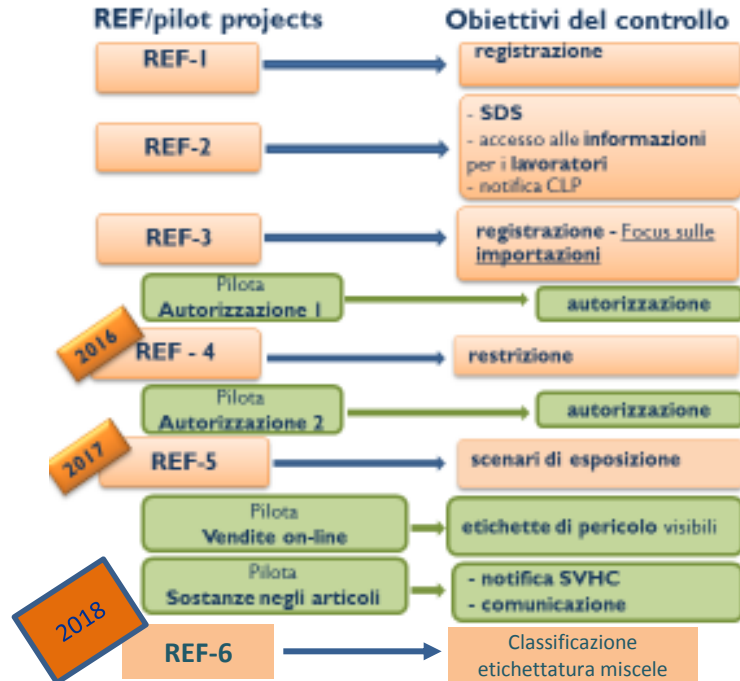 REF/pilot projects Obiettivi del controllo
REF-1 registrazione
REF-2
- SDS
- accesso alle informazioni
per i lavoratori
- notifica CLP
REF-3
registrazione - Focus sulle
importazioni
Pilota
Autorizzazione 1
autorizzazione
2016
REF - 4
restrizione
Pilota
Autorizzazione 2
autorizzazione
2017
REF-5
scenari di esposizione
Pilota
Vendite on-line
etichette di pericolo visibili
Pilota
Sostanze negli articoli
- notifica SVHC
- comunicazione
2018
REF-6
Classificazione
etichettatura miscele